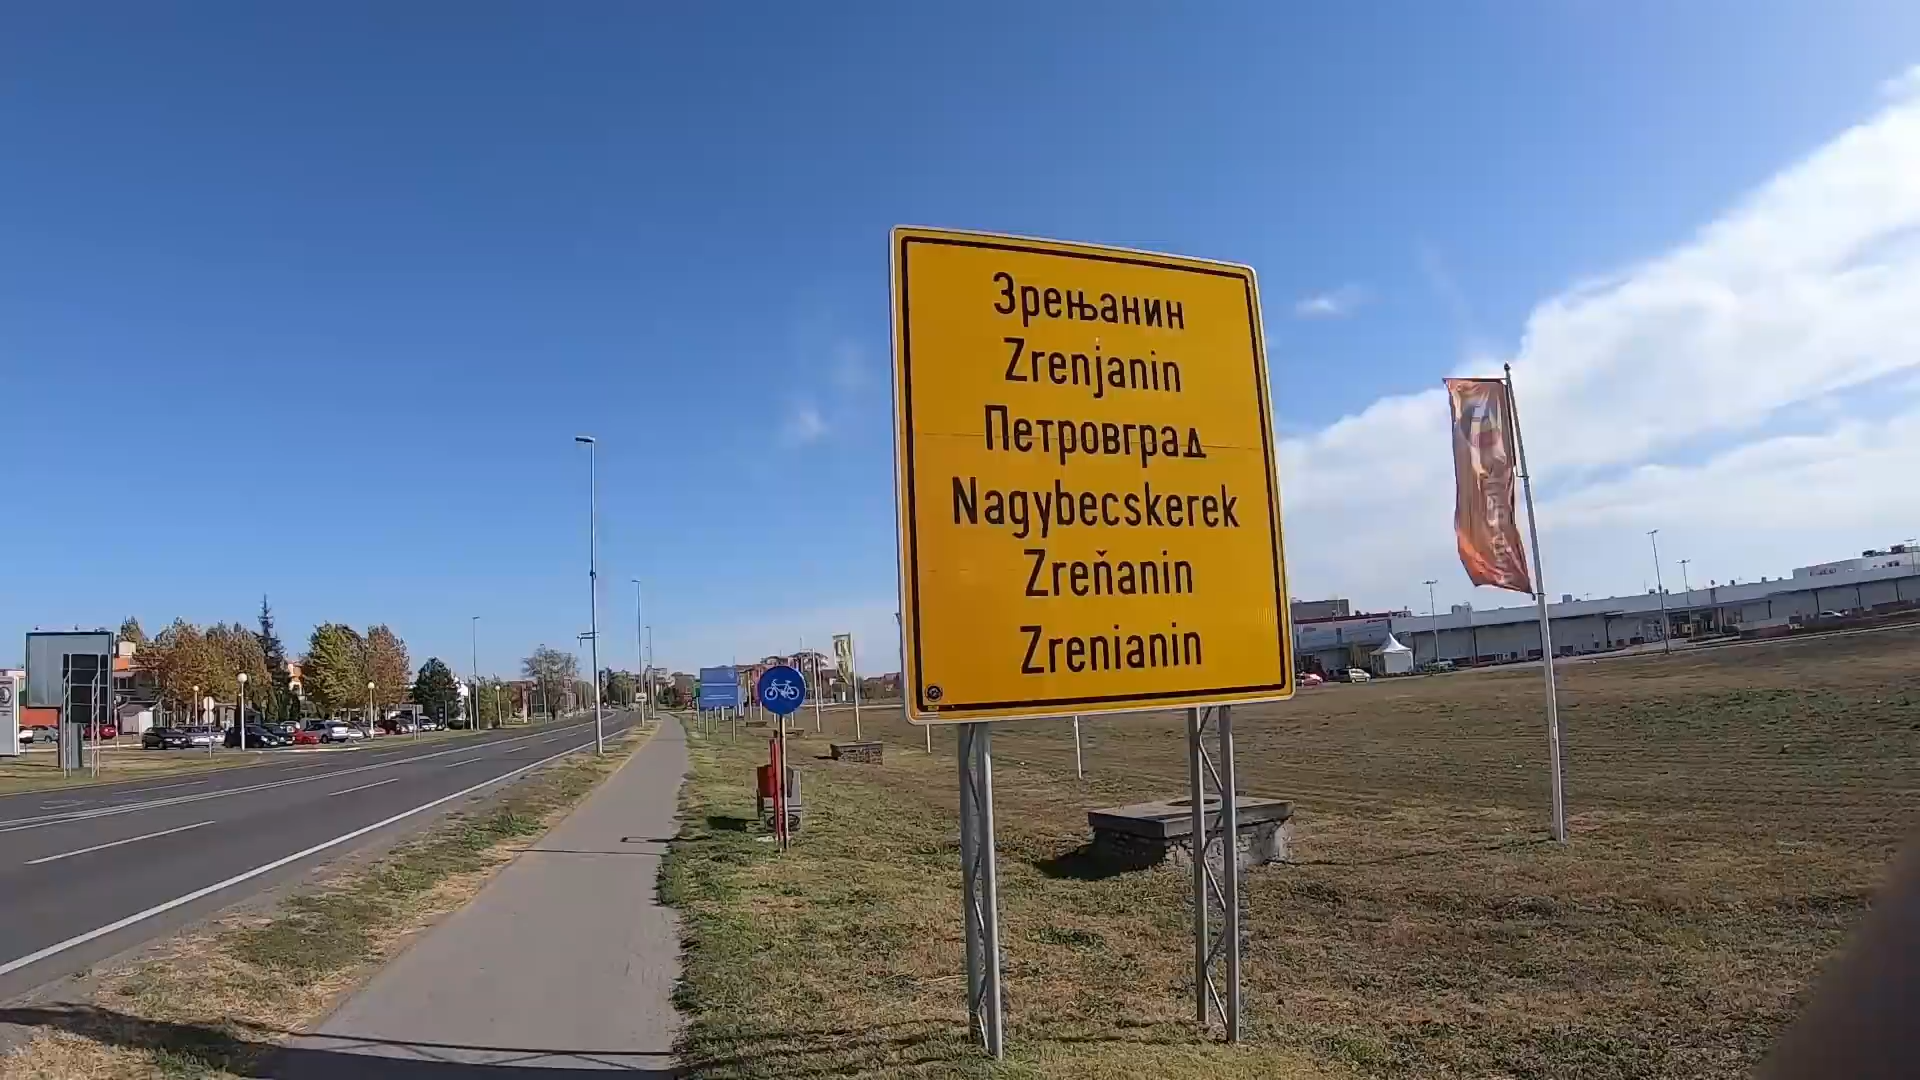 Зрењанин
Zrenjanin
Петровград
Nagybecskerek
Zreňanin
Zrenianin